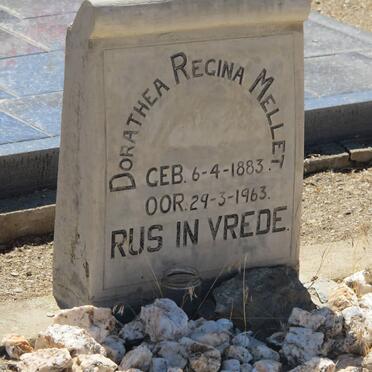 DORATHEA REGINA MELLET
GEB. 6-4-1883.
OOR. 29-3-1963.
RUS IN VREDE.